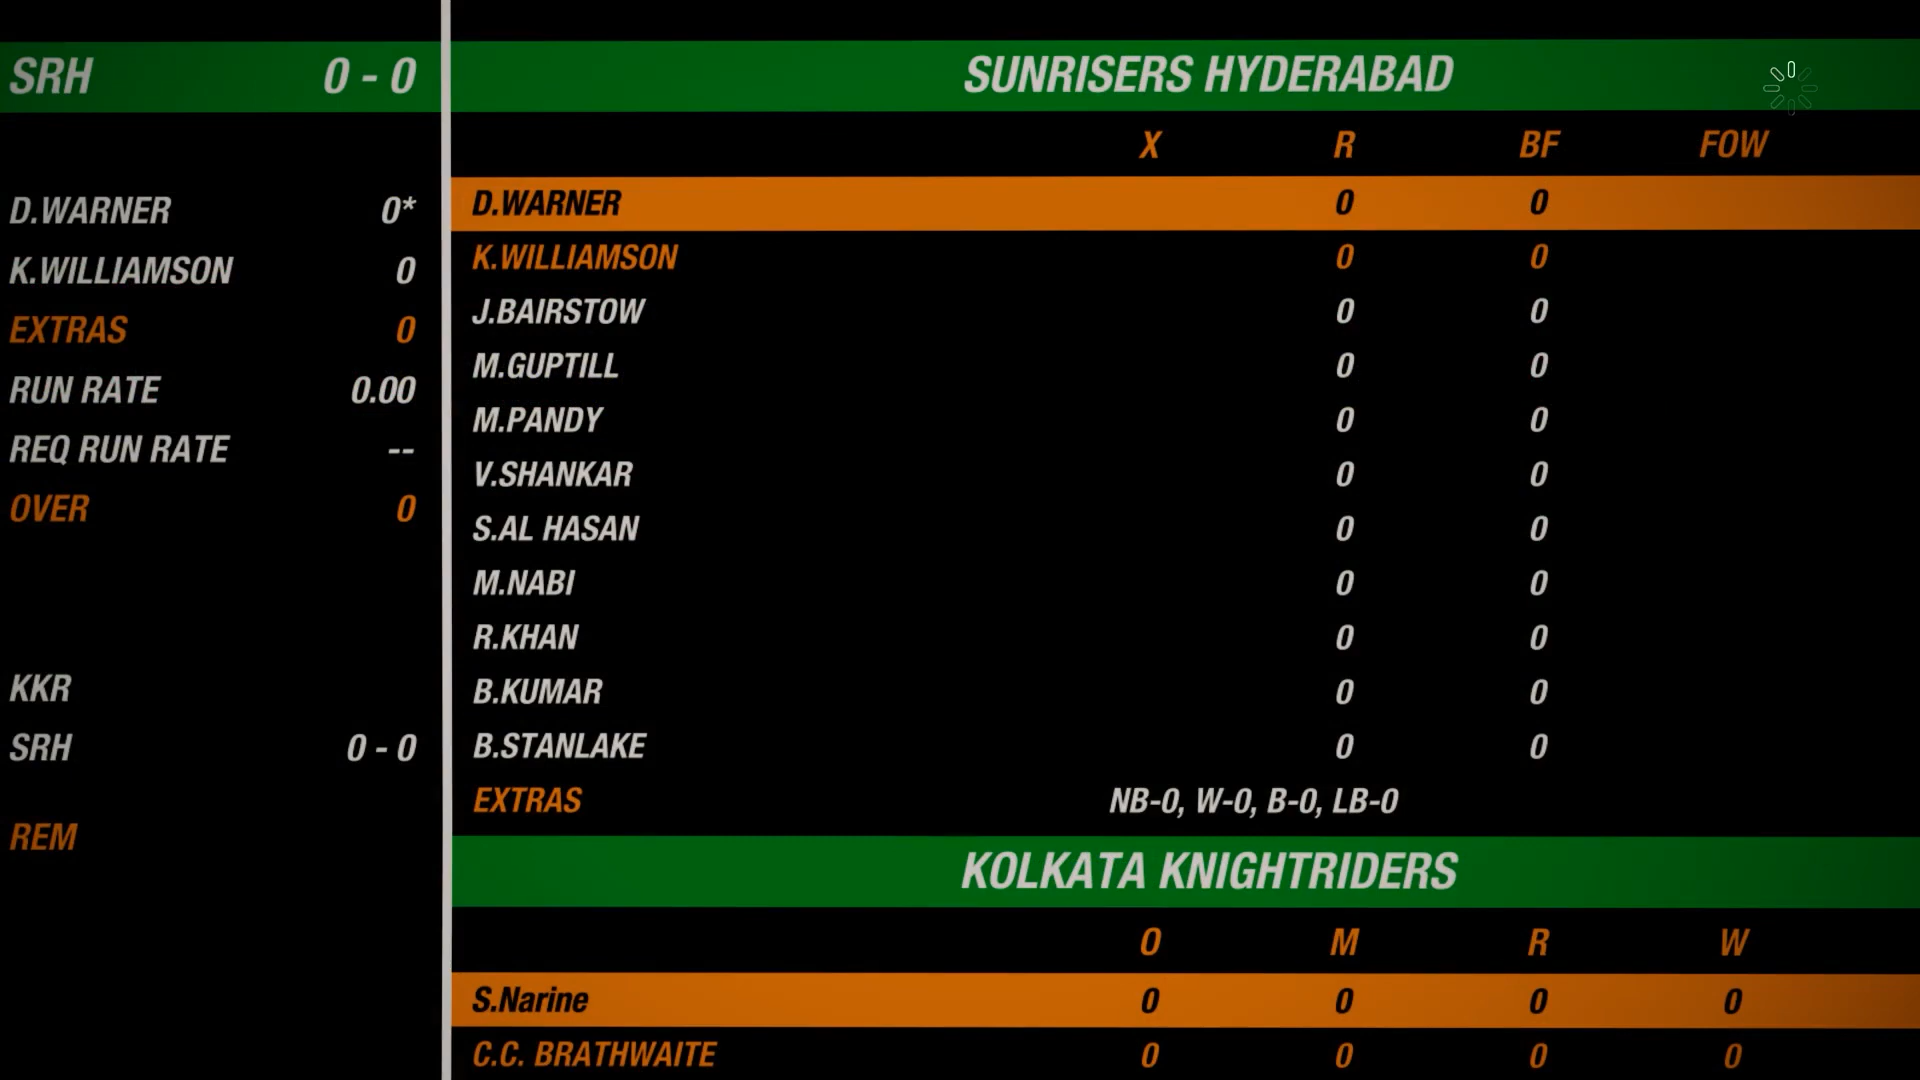 SRH 0 - 0
D.WARNER 0*
K.WILLIAMSON 0
EXTRAS 0
RUN RATE 0.00
REQ RUN RATE --
OVER 0
KKR
SRH 0 - 0
REM
SUNRISERS HYDERABAD
X R BF FOW
D.WARNER 0 0
K.WILLIAMSON 0 0
J.BAIRSTOW 0 0
M.GUPTILL 0 0
M.PANDY 0 0
V.SHANKAR 0 0
S.AL HASAN 0 0
M.NABI 0 0
R.KHAN 0 0
B.KUMAR 0 0
B.STANLAKE 0 0
EXTRAS NB-0, W-0, B-0, LB-0
KOLKATA KNIGHTRIDERS
O M R W
S.Narine 0 0 0 0
C.C. BRATHWAITE 0 0 0 0